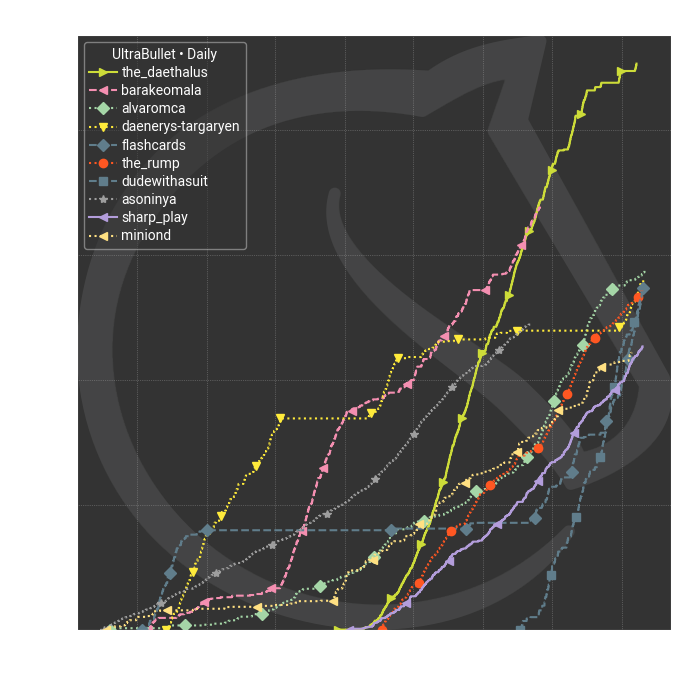 UltraBullet • Daily
the_daethalus
barakeomala
alvaromca
daenerys-targaryen
flashcards
the_rump
dudewithasuit
asoninya
sharp_play
miniond